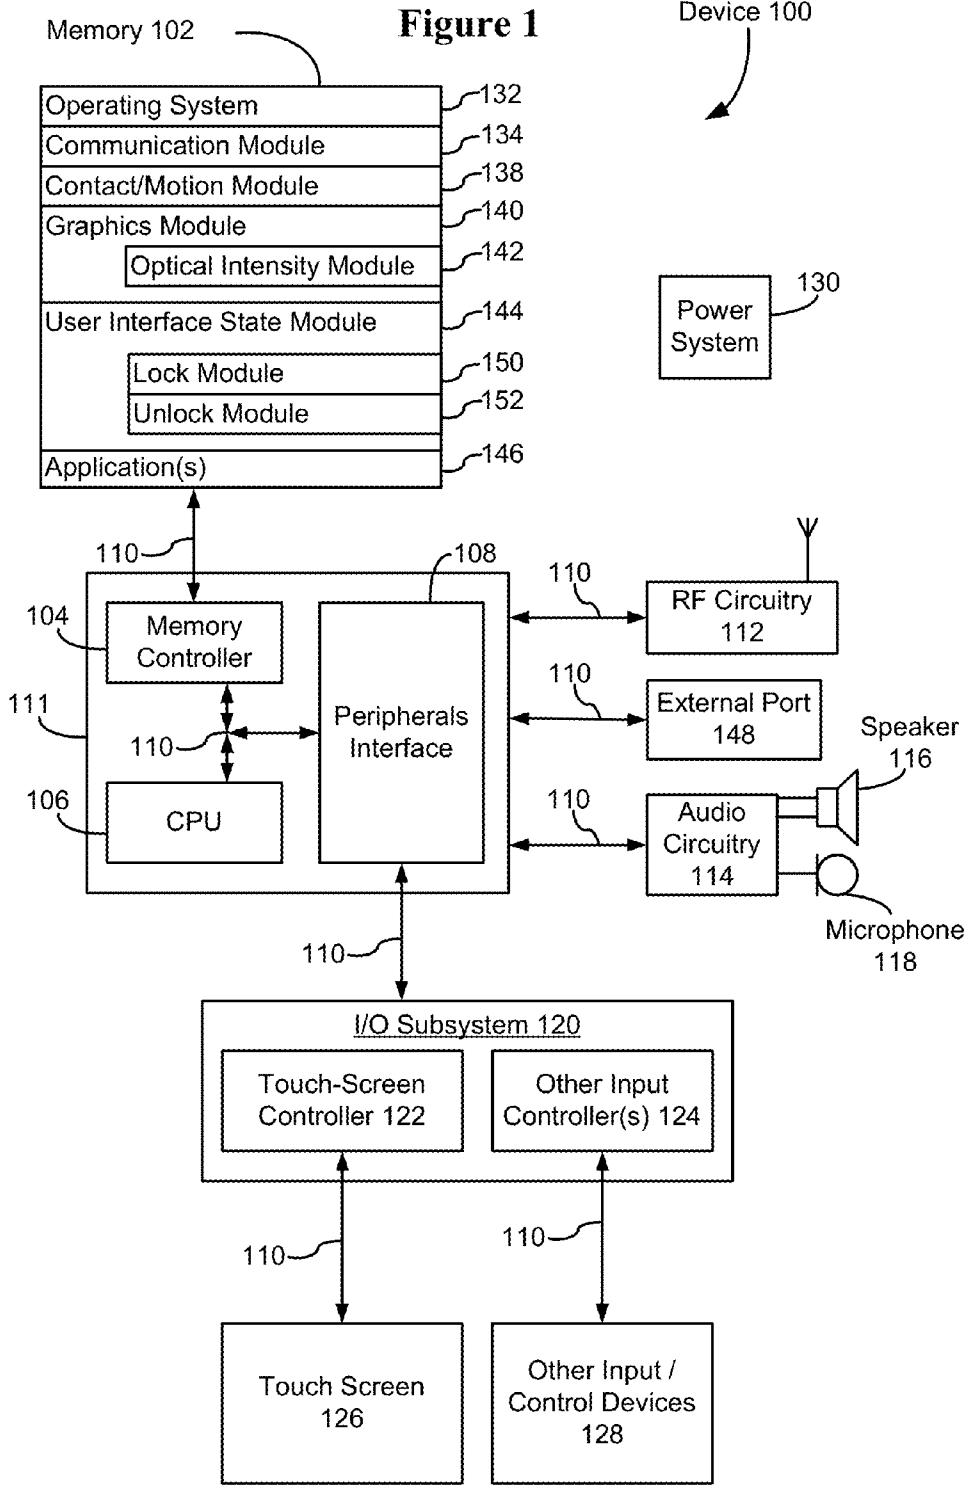 Figure 1
Memory 102
Device 100
Operating System
132
Communication Module
134
Contact/Motion Module
138
Graphics Module
140
Optical Intensity Module
142
User Interface State Module
144
Lock Module
150
Unlock Module
152
Application(s)
146
130
Power
System
110
108
104
Memory
Controller
111
110
Peripherals
Interface
106
CPU
110
RF Circuitry
112
110
External Port
148
Speaker
116
110
Audio
Circuitry
114
Microphone
118
110
I/O Subsystem 120
Touch-Screen
Controller 122
Other Input
Controller(s) 124
110
110
Touch Screen
126
Other Input /
Control Devices
128